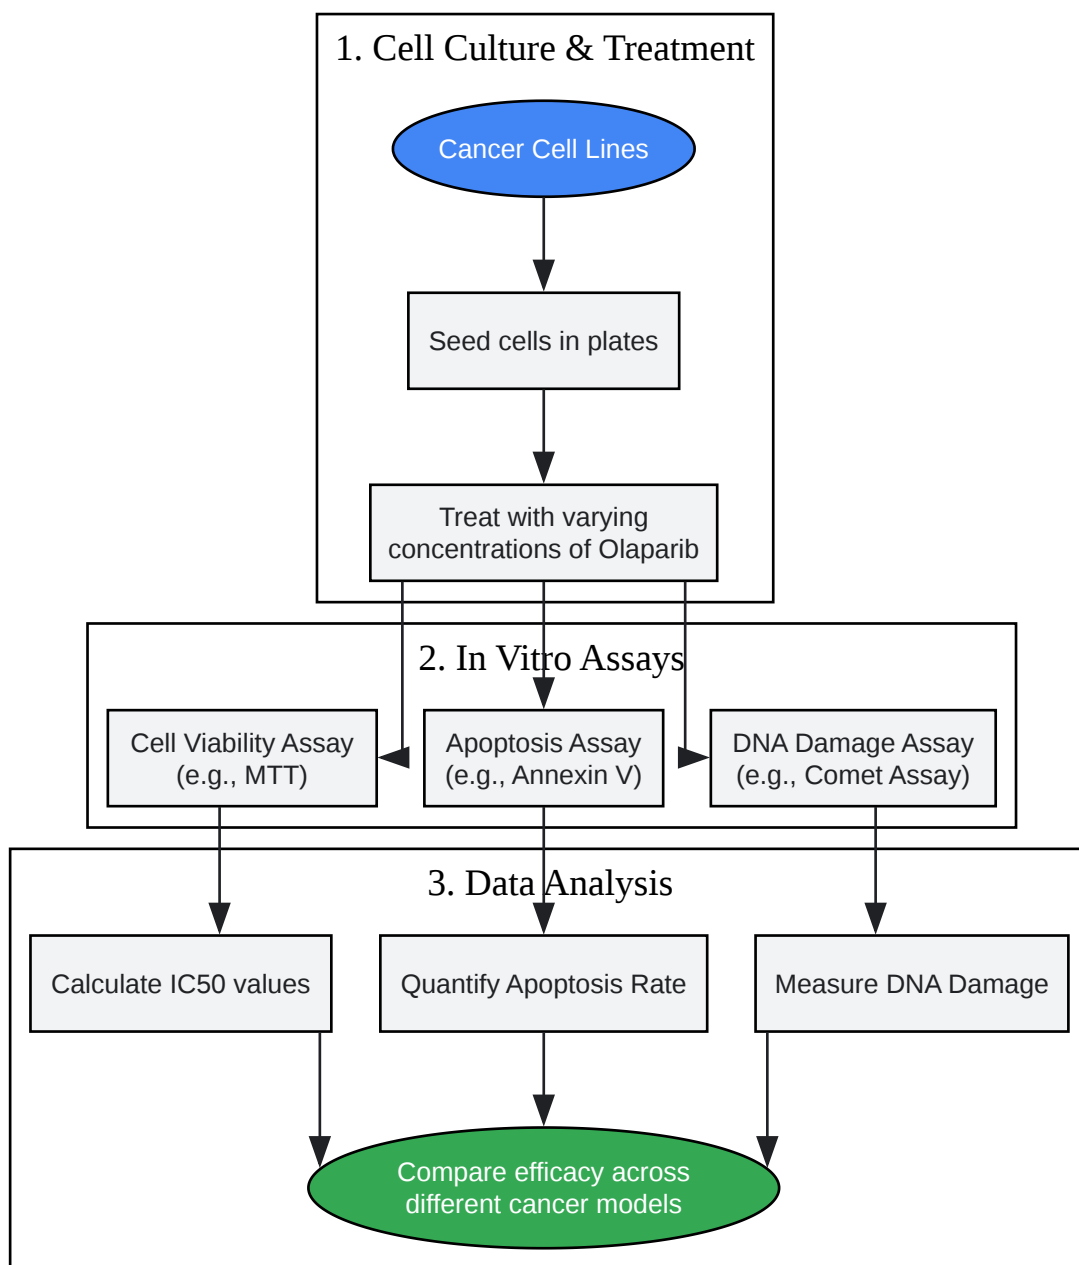 1. Cell Culture & Treatment
Cancer Cell Lines
Seed cells in plates
Treat with varying
concentrations of Olaparib
2. In Vitro Assays
Cell Viability Assay
(e.g., MTT)
Apoptosis Assay
(e.g., Annexin V)
DNA Damage Assay
(e.g., Comet Assay)
3. Data Analysis
Calculate IC50 values
Quantify Apoptosis Rate
Measure DNA Damage
Compare efficacy across
different cancer models